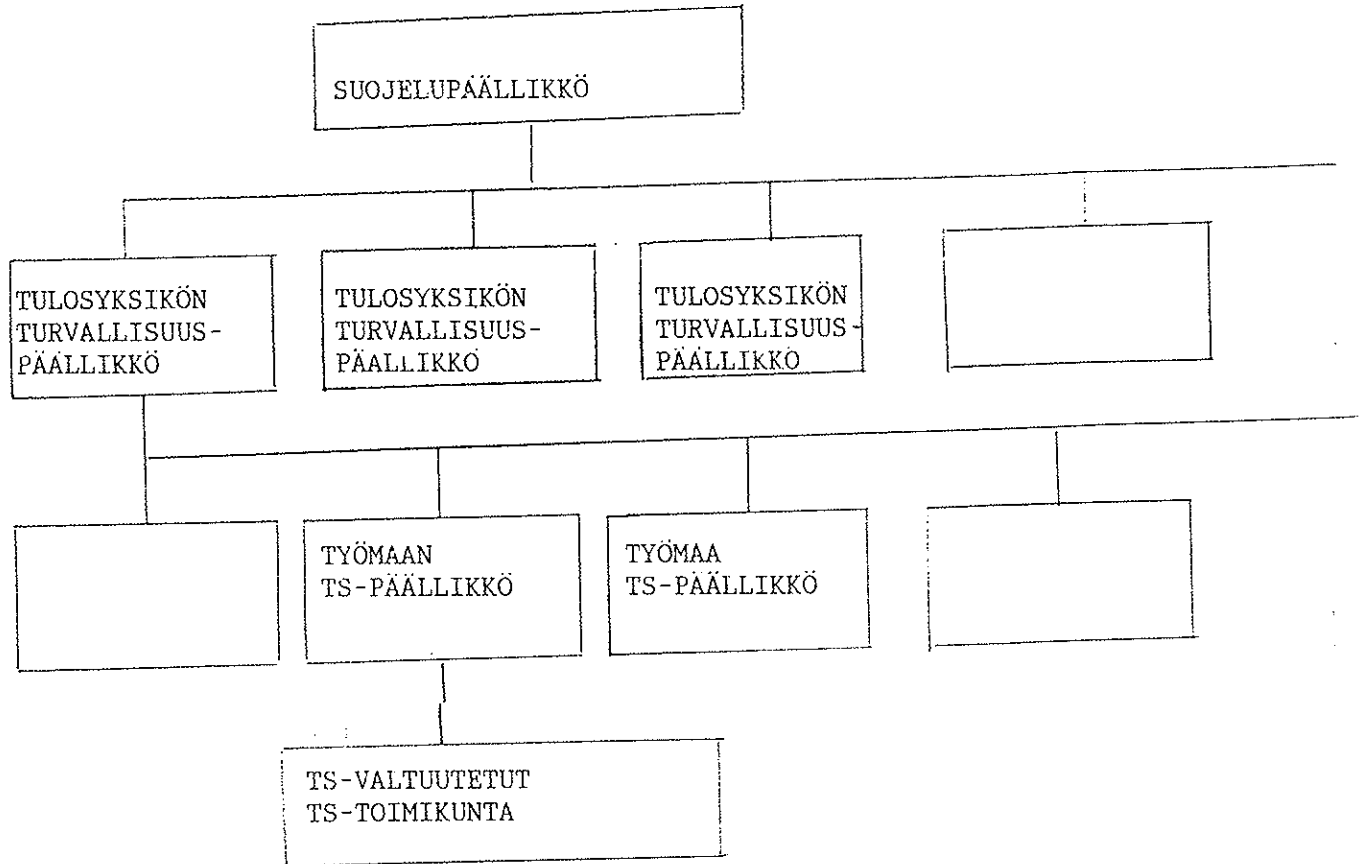 SUOJELUPÄÄLLIKKÖ
TULOSYKSIKÖN
TURVALLISUUS-
PÄÄLLIKKÖ
TULOSYKSIKÖN
TURVALLISUUS-
PÄÄLLIKKÖ
TULOSYKSIKÖN
TURVALLISUUS-
PÄÄLLIKKÖ
TYÖMAAN
TS-PÄÄLLIKKÖ
TYÖMAA
TS-PÄÄLLIKKÖ
TS-VALTUUTETUT
TS-TOIMIKUNTA